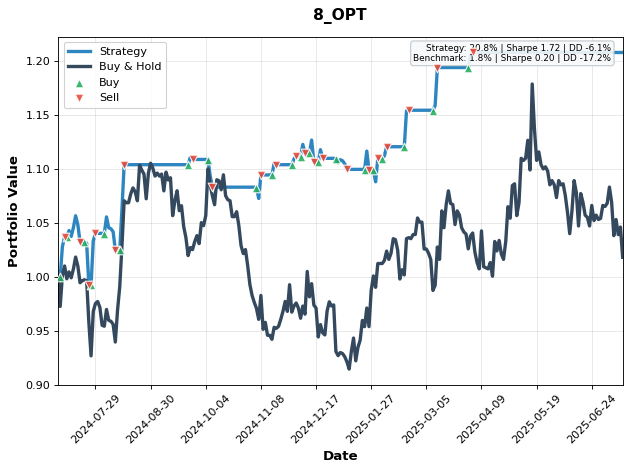 8_OPT
Strategy
Buy & Hold
Buy
Sell
Strategy: 20.8% | Sharpe 1.72 | DD -6.1%
Benchmark: 1.8% | Sharpe 0.20 | DD -17.2%
Portfolio Value
1.20
1.15
1.10
1.05
1.00
0.95
0.90
2024-07-29
2024-08-30
2024-10-04
2024-11-08
2024-12-17
2025-01-27
2025-03-05
2025-04-09
2025-05-19
2025-06-24
Date